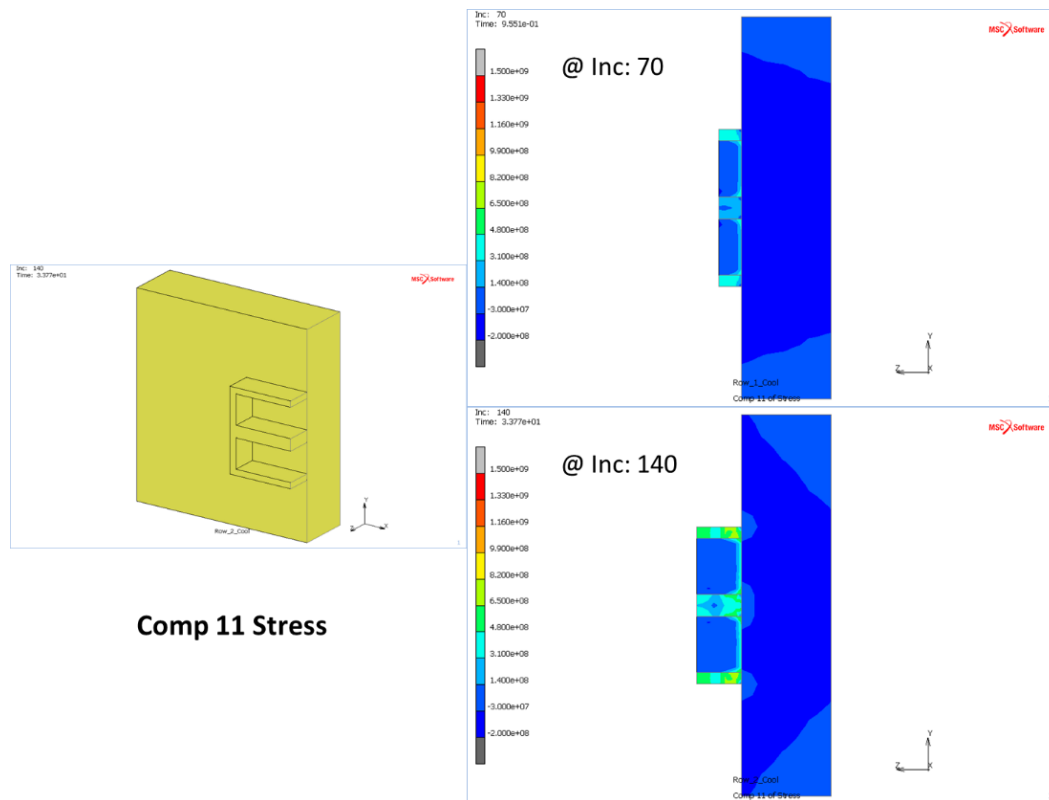 Inc: 140
Time: 3.377e+01
MSC Software
Y
Z
X
Row_2_Cool
1
Comp 11 Stress
Inc: 70
Time: 9.551e-01
@ Inc: 70
MSC Software
1.500e+09
1.330e+09
1.160e+09
9.900e+08
8.200e+08
6.500e+08
4.800e+08
3.100e+08
1.400e+08
-3.000e+07
-2.000e+08
Y
Z
X
Row_1_Cool
Comp 11 of Stress
Inc: 140
Time: 3.377e+01
@ Inc: 140
MSC Software
1.500e+09
1.330e+09
1.160e+09
9.900e+08
8.200e+08
6.500e+08
4.800e+08
3.100e+08
1.400e+08
-3.000e+07
-2.000e+08
Y
Z
X
Row_2_Cool
Comp 11 of Stress